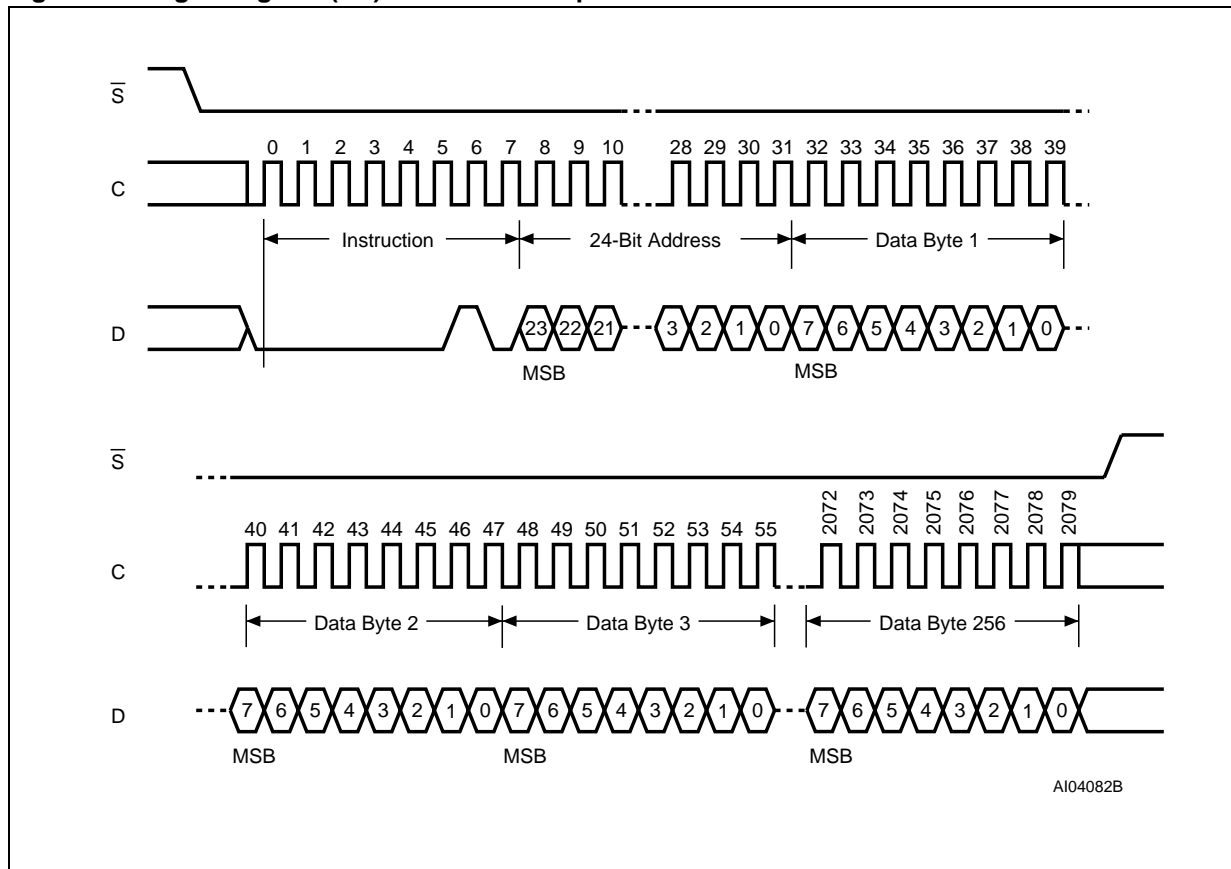 S
0 1 2 3 4 5 6 7 8 9 10 28 29 30 31 32 33 34 35 36 37 38 39
C
Instruction 24-Bit Address Data Byte 1
D 23 22 21 3 2 1 0 7 6 5 4 3 2 1 0
MSB MSB
S
40 41 42 43 44 45 46 47 48 49 50 51 52 53 54 55 2072 2073 2074 2075 2076 2077 2078 2079
C
Data Byte 2 Data Byte 3 Data Byte 256
D 7 6 5 4 3 2 1 0 7 6 5 4 3 2 1 0 7 6 5 4 3 2 1 0
MSB MSB MSB
AI04082B